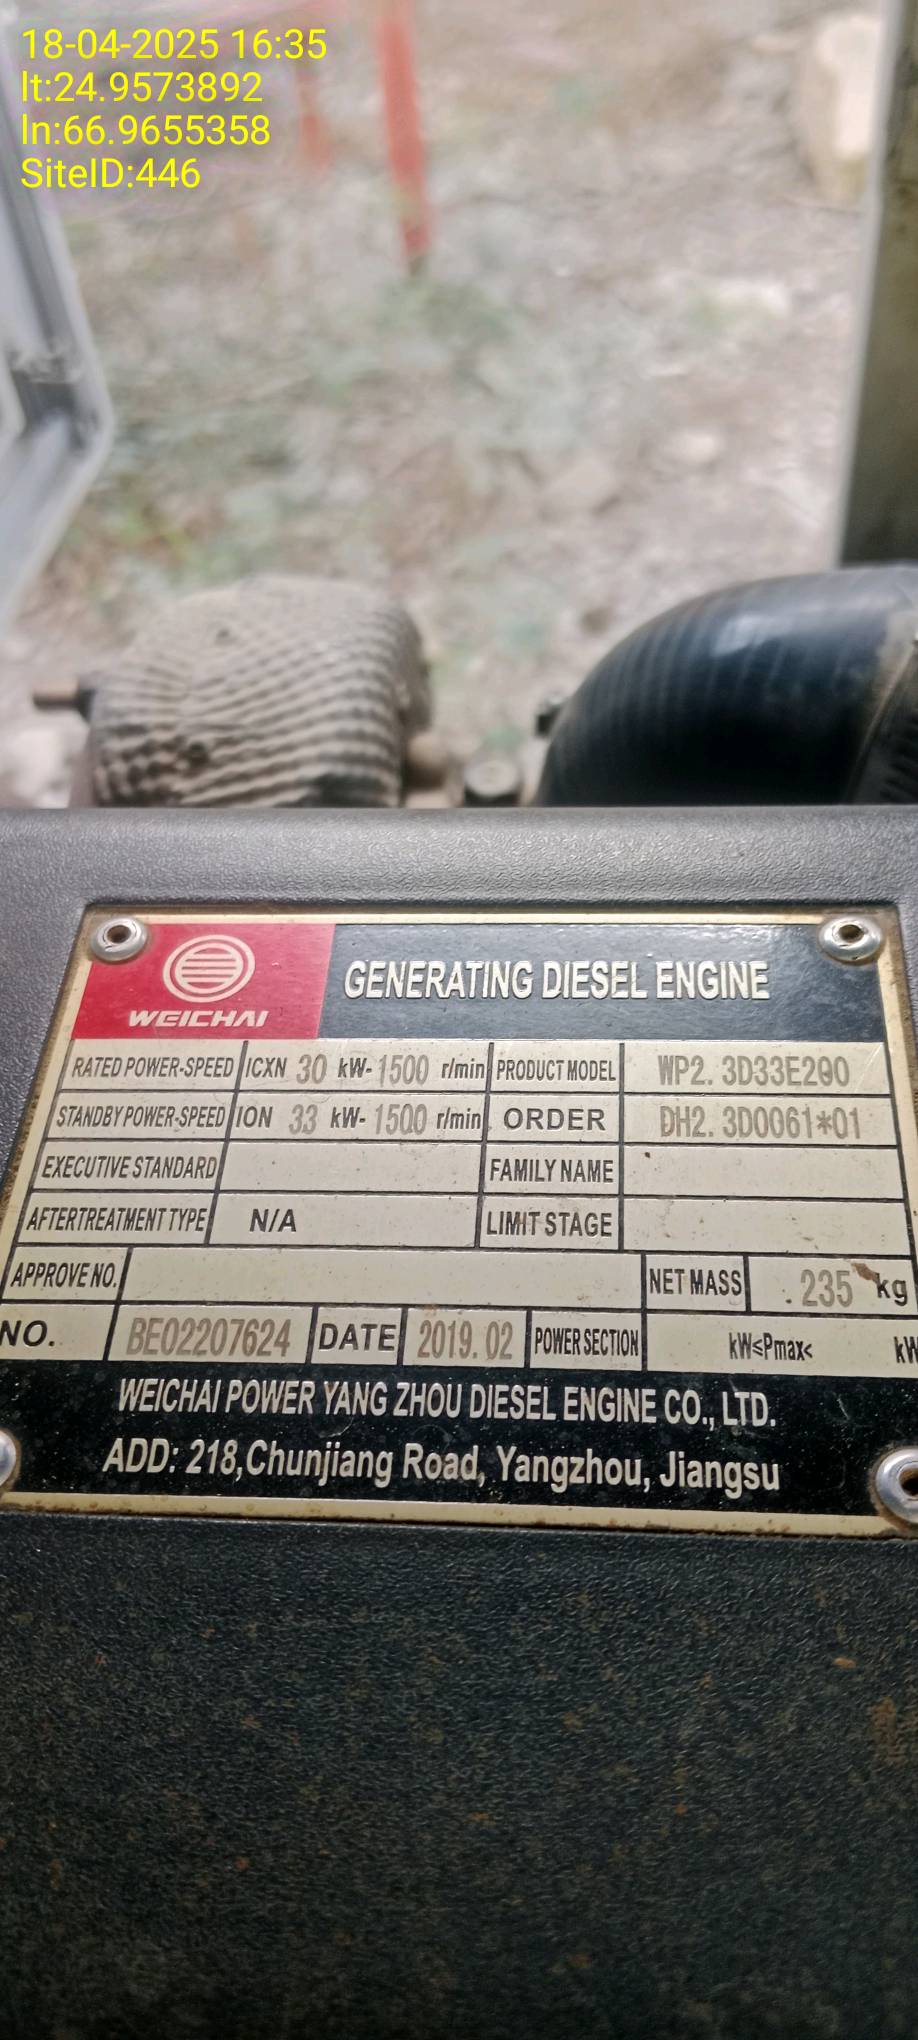 18-04-2025 16:35
lt:24.9573892
ln:66.9655358
SiteID:446
WEICHAI
GENERATING DIESEL ENGINE
RATED POWER-SPEED ICXN 30 kW- 1500 r/min PRODUCT MODEL WP2.3D33E200
STANDBY POWER-SPEED ION 33 kW- 1500 r/min ORDER DH2.3D0061*01
EXECUTIVE STANDARD FAMILY NAME
AFTERTREATMENT TYPE N/A LIMIT STAGE
APPROVE NO. NET MASS 235 kg
NO. BE02207624 DATE 2019.02 POWER SECTION kW≤Pmax< kW
WEICHAI POWER YANG ZHOU DIESEL ENGINE CO., LTD.
ADD: 218,Chunjiang Road, Yangzhou, Jiangsu